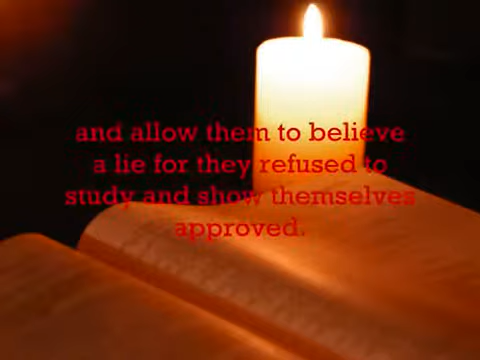 and allow them to believe
a lie for they refused to
study and show themselves
approved.